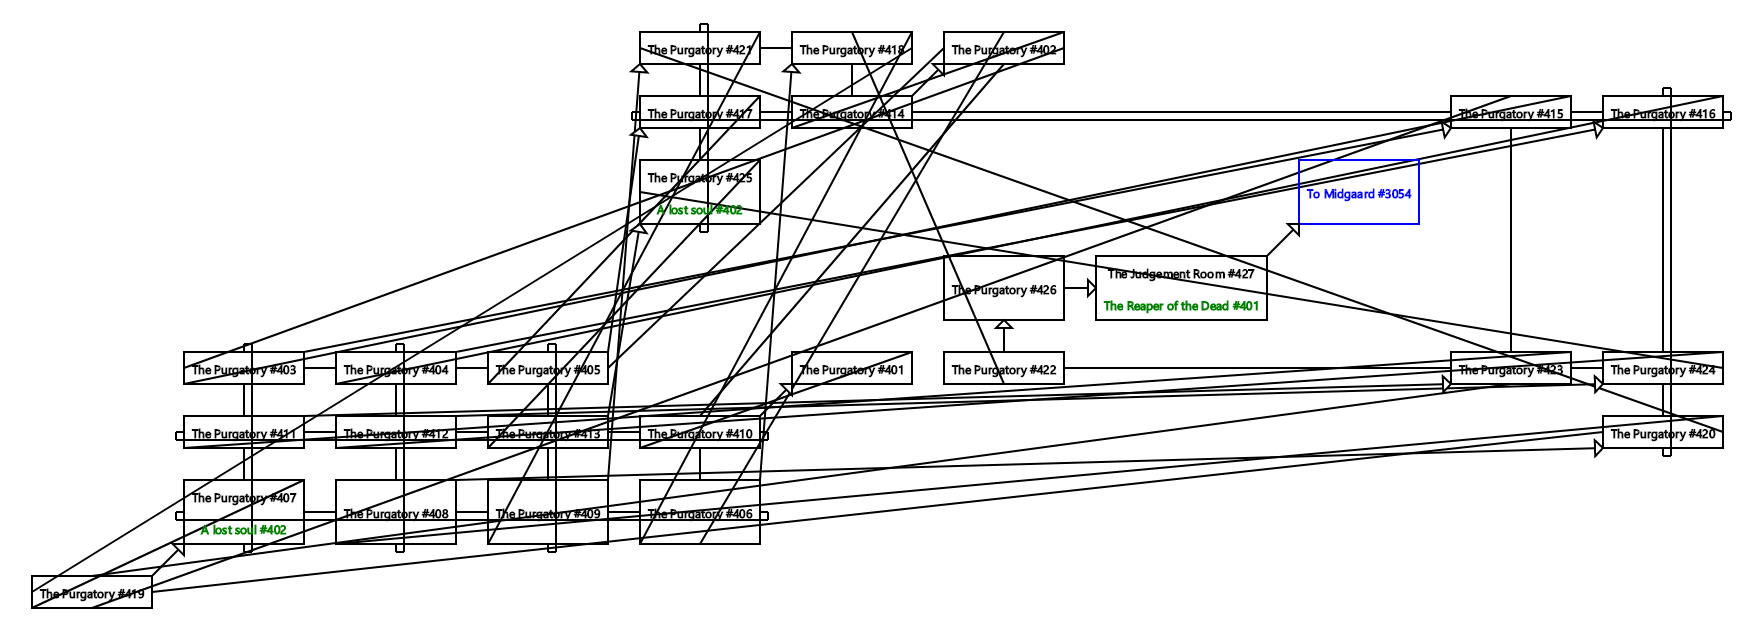 The Purgatory #421
The Purgatory #418
The Purgatory #402
The Purgatory #417
The Purgatory #414
The Purgatory #415
The Purgatory #416
The Purgatory #425
A lost soul #402
To Midgaard #3054
The Purgatory #426
The Judgement Room #427
The Reaper of the Dead #401
The Purgatory #403
The Purgatory #404
The Purgatory #405
The Purgatory #401
The Purgatory #422
The Purgatory #423
The Purgatory #424
The Purgatory #411
The Purgatory #412
The Purgatory #413
The Purgatory #410
The Purgatory #420
The Purgatory #407
A lost soul #402
The Purgatory #408
The Purgatory #409
The Purgatory #406
The Purgatory #419